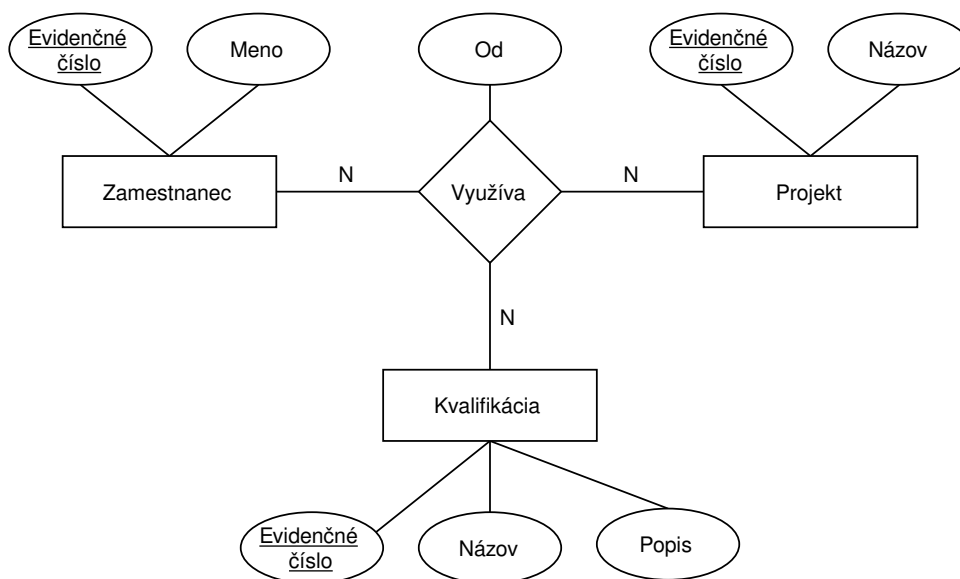 Evidenčné
číslo
Meno
Od
Evidenčné
číslo
Názov
Zamestnanec
N
Využíva
N
Projekt
N
Kvalifikácia
Evidenčné
číslo
Názov
Popis